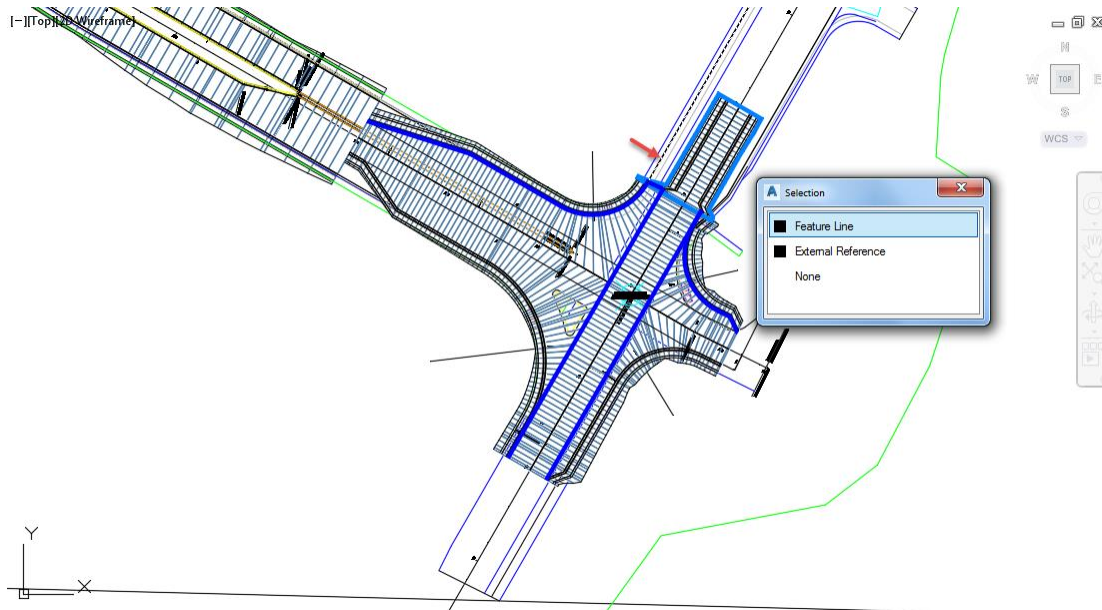 [−][Top][2D Wireframe]
N
W
TOP
E
S
WCS
Selection
Feature Line
External Reference
None
Y
X